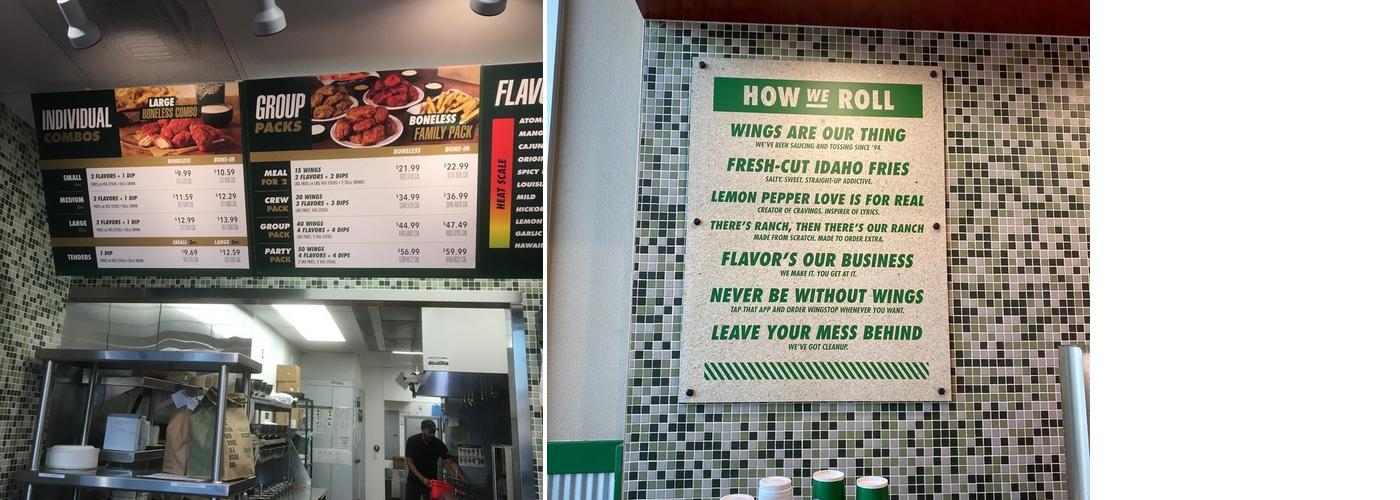 INDIVIDUAL
COMBOS
LARGE
BONELESS COMBO
BONELESS BONE-IN
SMALL 2 FLAVORS + 1 DIP $9.99 $10.59
MEDIUM 2 FLAVORS + 1 DIP $11.59 $12.29
LARGE 2 FLAVORS + 1 DIP $12.99 $13.99
SMALL LARGE
TENDERS 1 DIP $9.69 $12.59
GROUP
PACKS
BONELESS
FAMILY PACK
BONELESS BONE-IN
MEAL
FOR 2
15 WINGS
2 FLAVORS + 2 DIPS
$21.99 $22.99
CREW
PACK
30 WINGS
3 FLAVORS + 3 DIPS
$34.99 $36.99
GROUP
PACK
40 WINGS
4 FLAVORS + 4 DIPS
$44.99 $47.49
PARTY
PACK
50 WINGS
4 FLAVORS + 4 DIPS
$56.99 $59.99
FLAV
HEAT SCALE
ATOM
MANG
CAJUN
ORIGI
SPICY
LOUISI
MILD
HICKOR
LEMON
GARLIC
HAWAI
HOW WE ROLL
WINGS ARE OUR THING
WE'VE BEEN SAUCING AND TOSSING SINCE '94.
FRESH-CUT IDAHO FRIES
SALTY. SWEET. STRAIGHT-UP ADDICTIVE.
LEMON PEPPER LOVE IS FOR REAL
CREATOR OF CRAVINGS. INSPIRER OF LYRICS.
THERE'S RANCH, THEN THERE'S OUR RANCH
MADE FROM SCRATCH. MADE TO ORDER EXTRA.
FLAVOR'S OUR BUSINESS
WE MAKE IT. YOU GET AT IT.
NEVER BE WITHOUT WINGS
TAP THAT APP AND ORDER WINGSTOP WHENEVER YOU WANT.
LEAVE YOUR MESS BEHIND
WE'VE GOT CLEANUP.